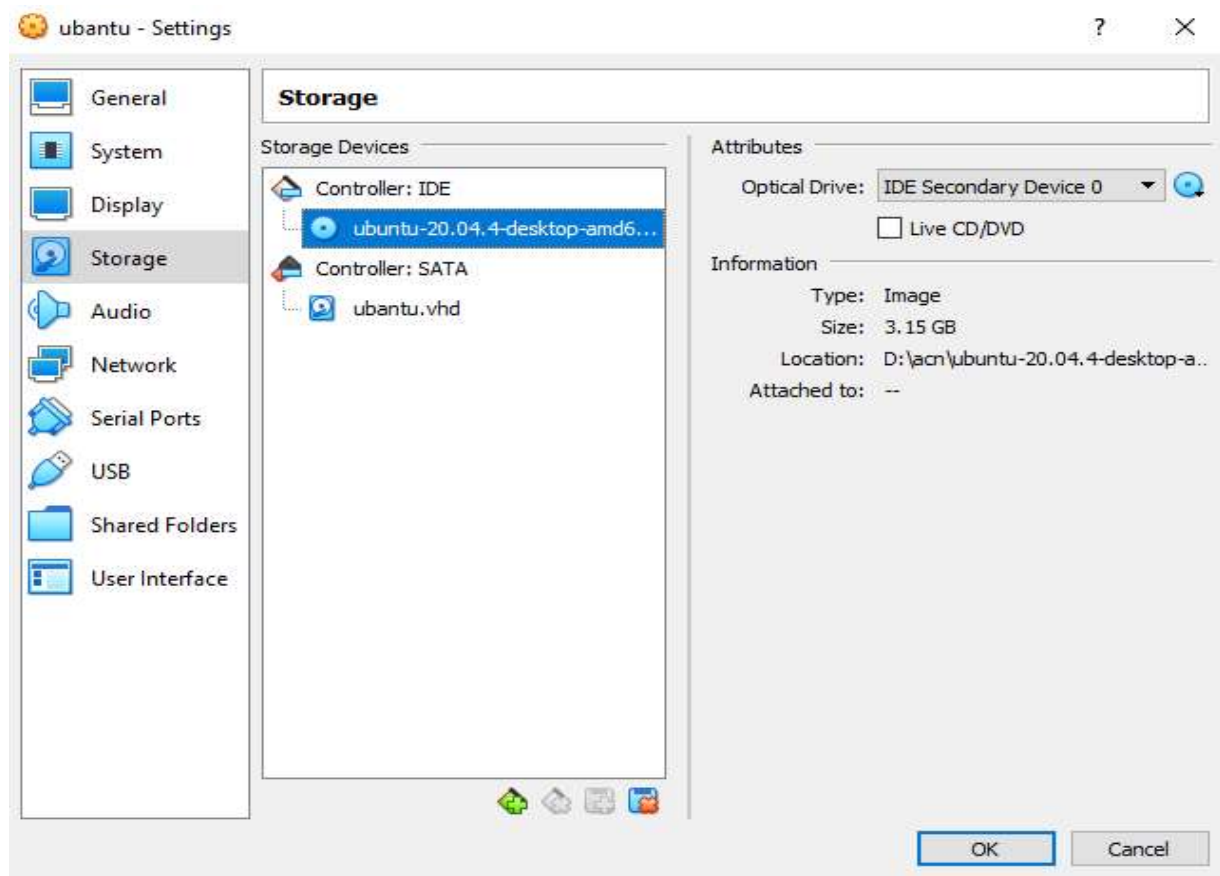 ubantu - Settings
?
General
System
Display
Storage
Audio
Network
Serial Ports
USB
Shared Folders
User Interface
Storage
Storage Devices
Controller: IDE
ubuntu-20.04.4-desktop-amd6...
Controller: SATA
ubantu.vhd
Attributes
Optical Drive: IDE Secondary Device 0
Live CD/DVD
Information
Type: Image
Size: 3.15 GB
Location: D:\acn\ubuntu-20.04.4-desktop-a..
Attached to: --
OK
Cancel